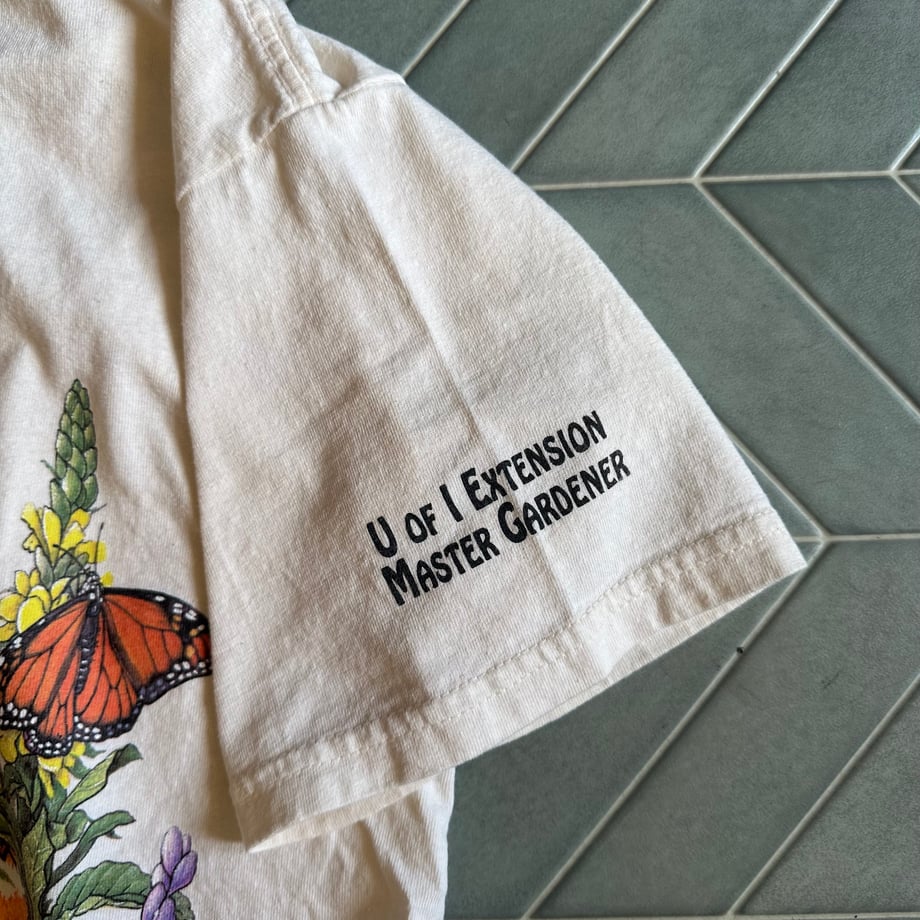 U of I Extension
Master Gardener